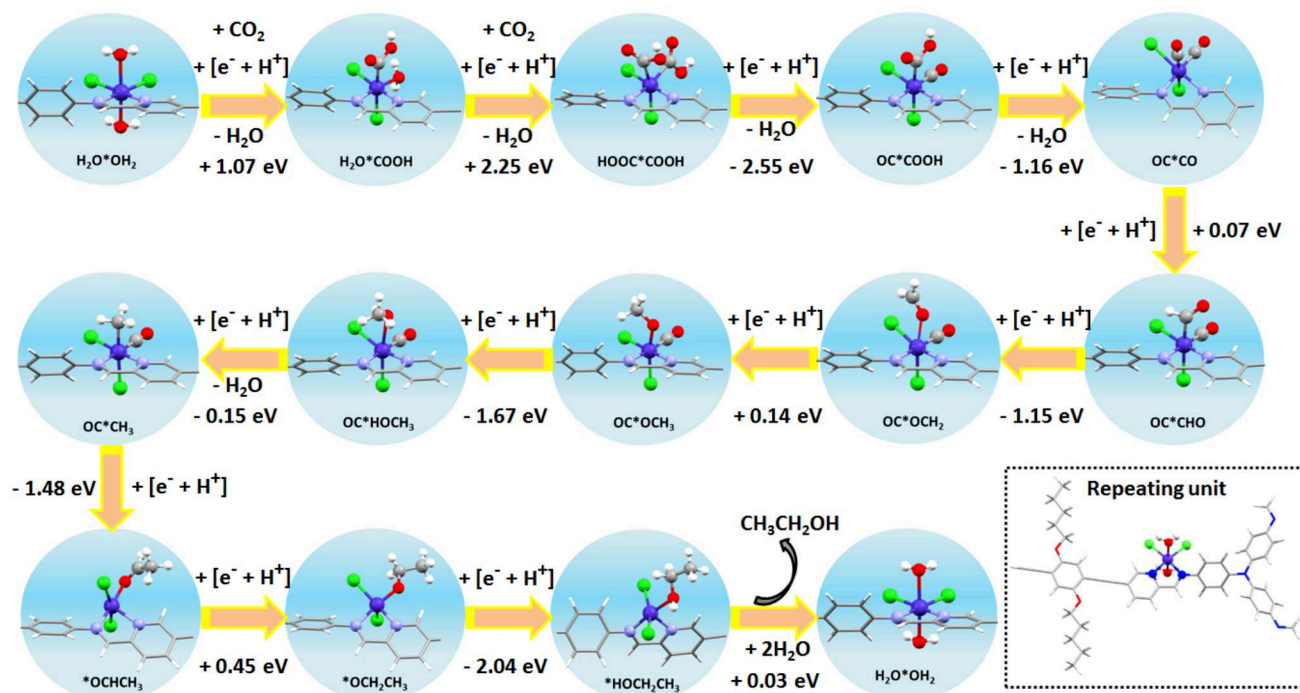 + CO₂
+ [e⁻ + H⁺]
- H₂O
+ 1.07 eV
+ CO₂
+ [e⁻ + H⁺]
- H₂O
+ 2.25 eV
+ [e⁻ + H⁺]
- H₂O
- 2.55 eV
+ [e⁻ + H⁺]
- H₂O
- 1.16 eV
H₂O*OH₂
H₂O*COOH
HOOC*COOH
OC*COOH
OC*CO
+ [e⁻ + H⁺]
+ 0.07 eV
+ [e⁻ + H⁺]
- H₂O
- 0.15 eV
+ [e⁻ + H⁺]
- 1.67 eV
+ [e⁻ + H⁺]
+ 0.14 eV
+ [e⁻ + H⁺]
- 1.15 eV
OC*CH₃
OC*HOCH₃
OC*OCH₃
OC*OCH₂
OC*CHO
- 1.48 eV
+ [e⁻ + H⁺]
+ [e⁻ + H⁺]
+ 0.45 eV
+ [e⁻ + H⁺]
- 2.04 eV
CH₃CH₂OH
+ 2H₂O
+ 0.03 eV
*OCHCH₃
*OCH₂CH₃
*HOCH₂CH₃
H₂O*OH₂
Repeating unit